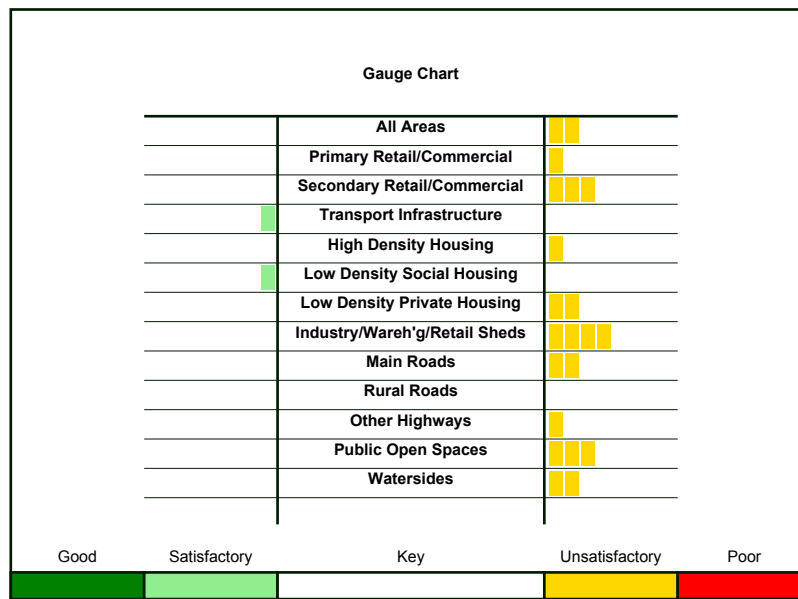 Gauge Chart
All Areas
Primary Retail/Commercial
Secondary Retail/Commercial
Transport Infrastructure
High Density Housing
Low Density Social Housing
Low Density Private Housing
Industry/Wareh'g/Retail Sheds
Main Roads
Rural Roads
Other Highways
Public Open Spaces
Watersides
Good Satisfactory Key Unsatisfactory Poor